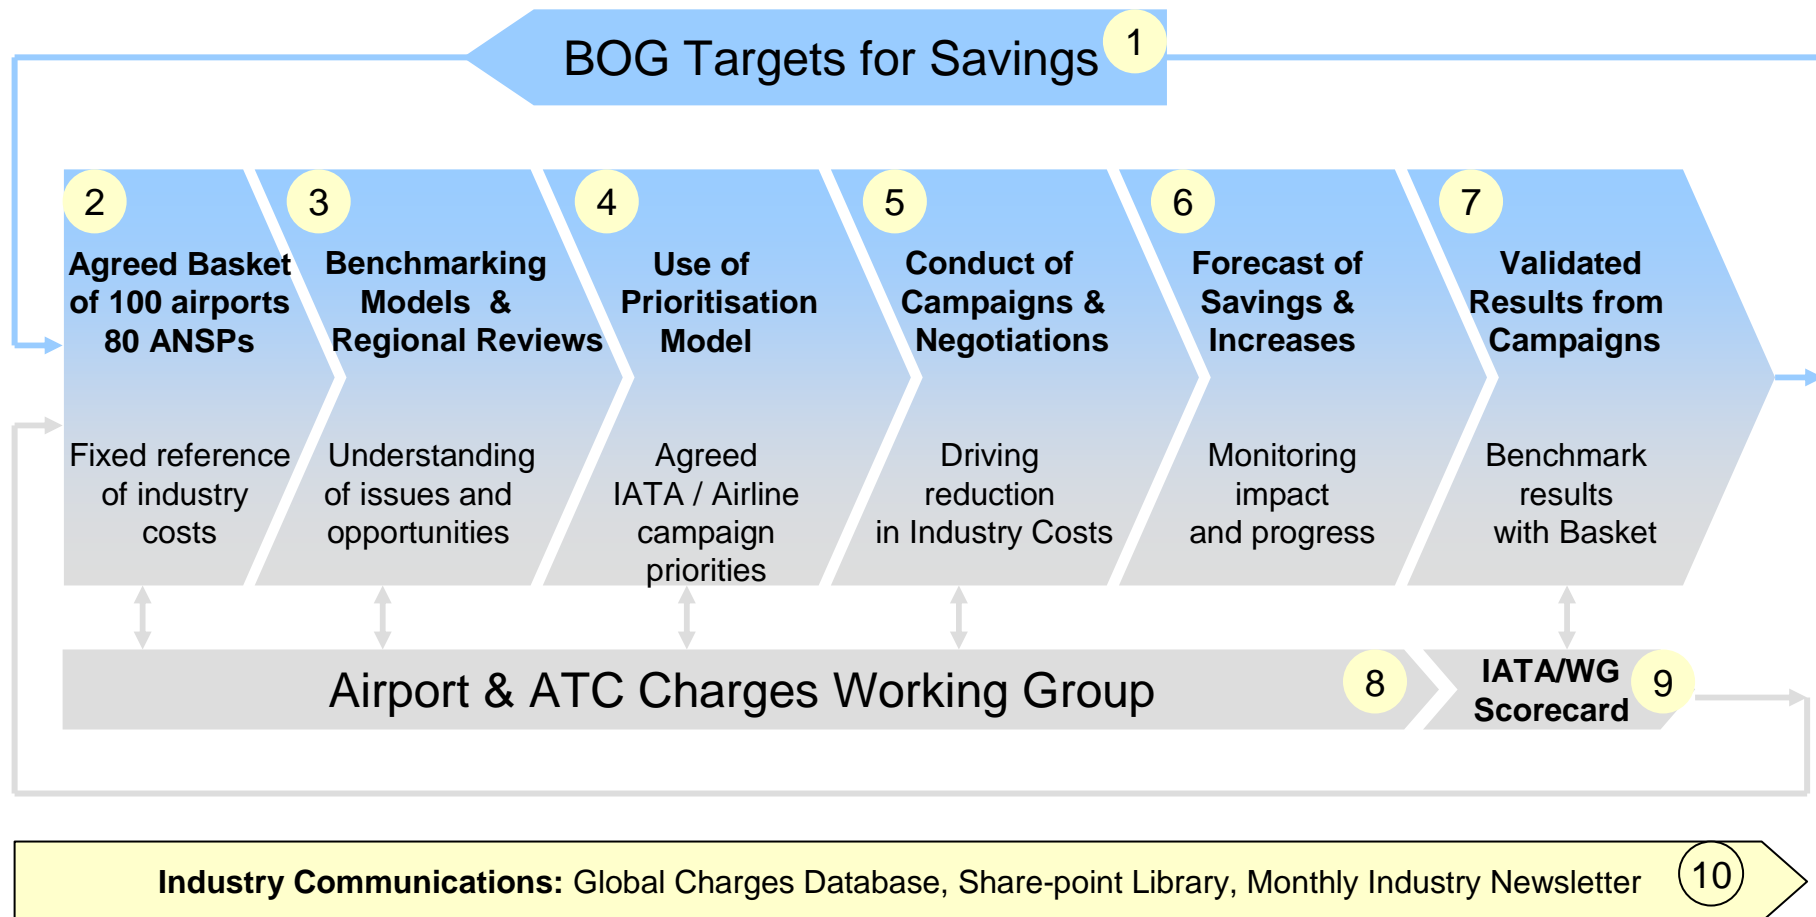 BOG Targets for Savings
1
2
Agreed Basket
of 100 airports
80 ANSPs
Fixed reference
of industry
costs
3
Benchmarking
Models &
Regional Reviews
Understanding
of issues and
opportunities
4
Use of
Prioritisation
Model
Agreed
IATA / Airline
campaign
priorities
5
Conduct of
Campaigns &
Negotiations
Driving
reduction
in Industry Costs
6
Forecast of
Savings &
Increases
Monitoring
impact
and progress
7
Validated
Results from
Campaigns
Benchmark
results
with Basket
Airport & ATC Charges Working Group
8
IATA/WG
Scorecard
9
Industry Communications: Global Charges Database, Share-point Library, Monthly Industry Newsletter
10